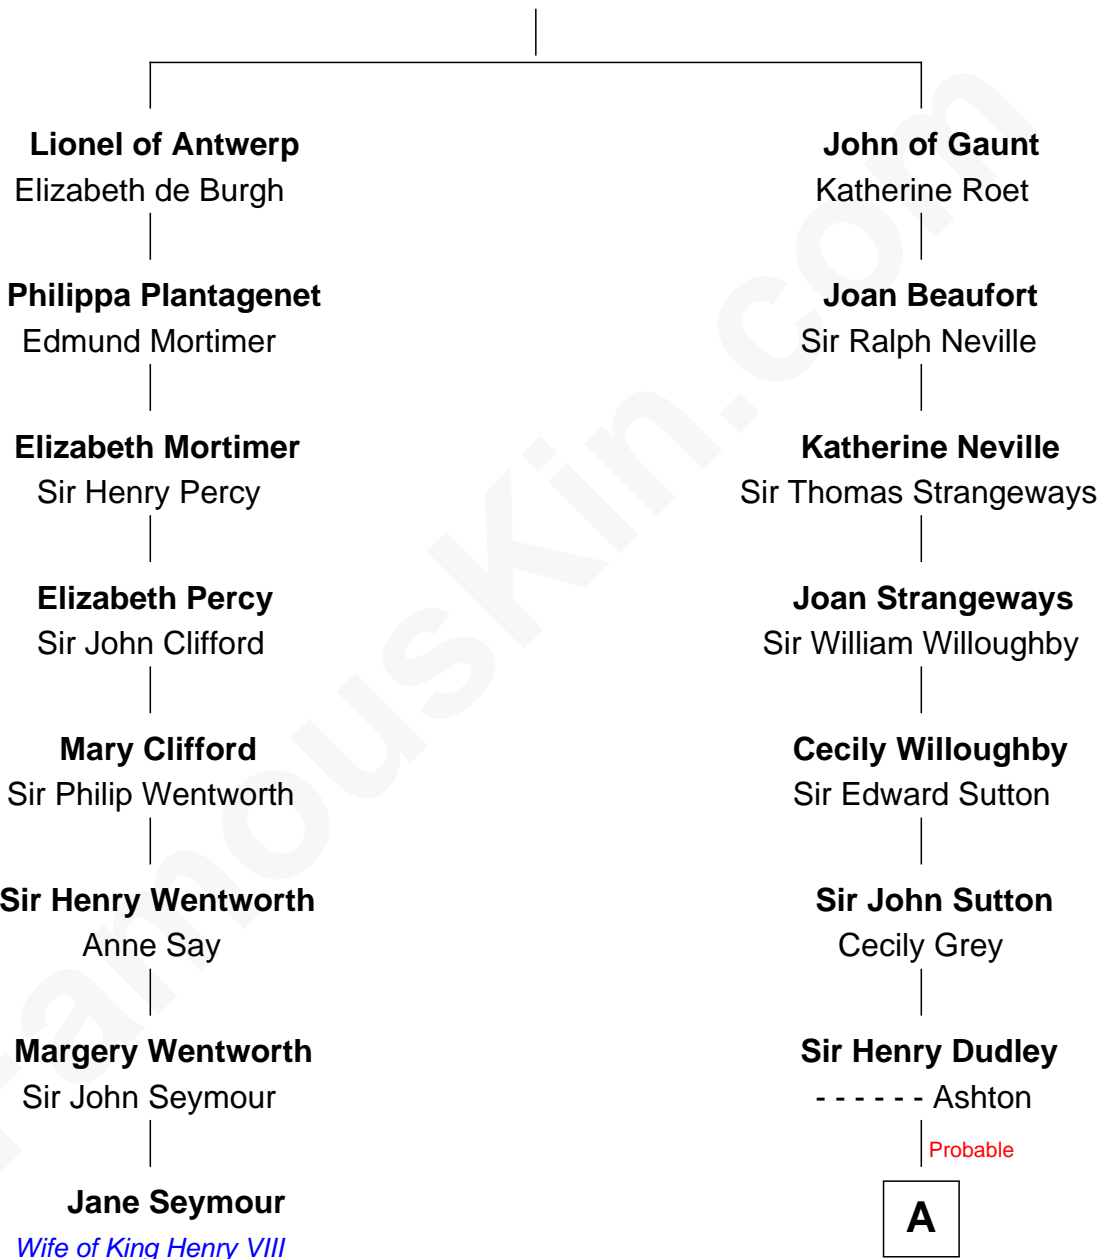 Lionel of Antwerp
Elizabeth de Burgh
Philippa Plantagenet
Edmund Mortimer
Elizabeth Mortimer
Sir Henry Percy
Elizabeth Percy
Sir John Clifford
Mary Clifford
Sir Philip Wentworth
Sir Henry Wentworth
Anne Say
Margery Wentworth
Sir John Seymour
Jane Seymour
Wife of King Henry VIII
John of Gaunt
Katherine Roet
Joan Beaufort
Sir Ralph Neville
Katherine Neville
Sir Thomas Strangeways
Joan Strangeways
Sir William Willoughby
Cecily Willoughby
Sir Edward Sutton
Sir John Sutton
Cecily Grey
Sir Henry Dudley
- - - - - - Ashton
Probable
A
FamousKin.com